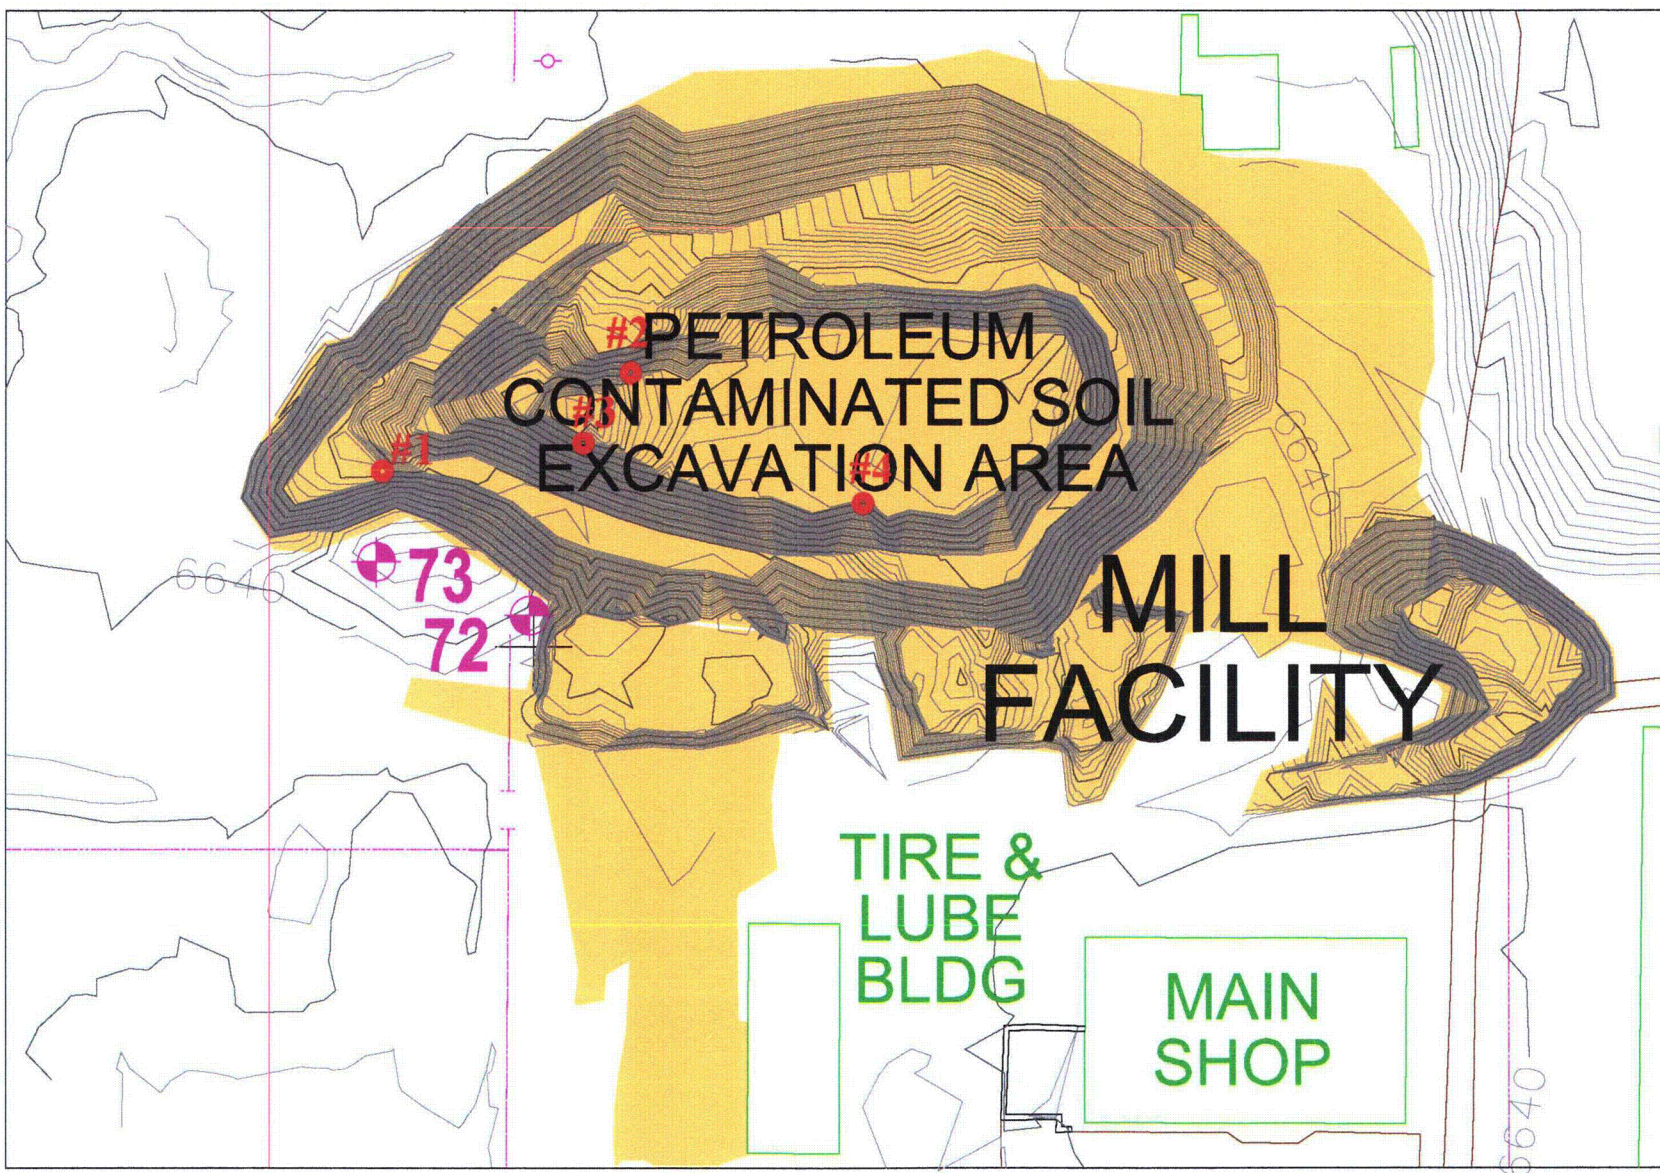 #2
PETROLEUM
CONTAMINATED SOIL
#3
EXCAVATION AREA
#1
#4
6640
6640
73
72
MILL
FACILITY
TIRE &
LUBE
BLDG
MAIN
SHOP
6640